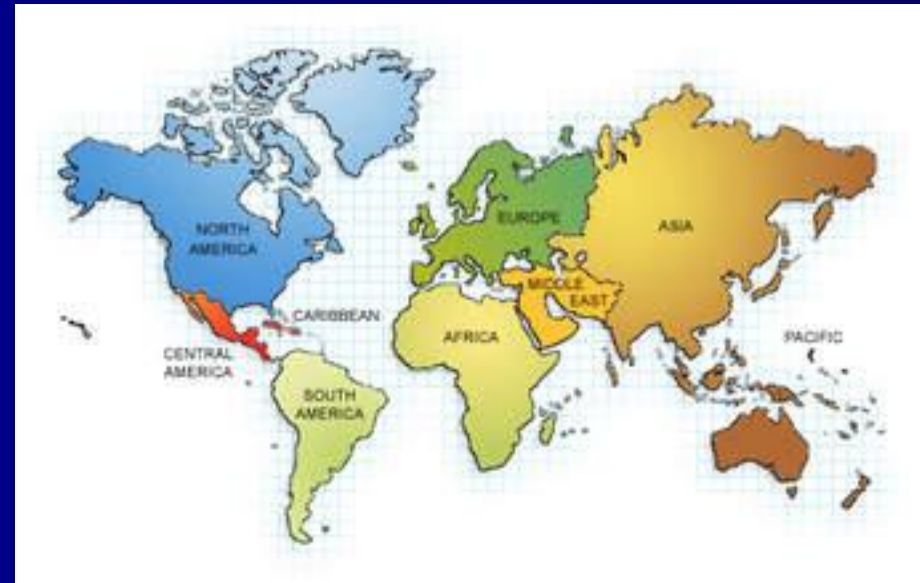 NORTH
AMERICA
EUROPE
ASIA
MIDDLE
EAST
CARIBBEAN
AFRICA
PACIFIC
CENTRAL
AMERICA
SOUTH
AMERICA